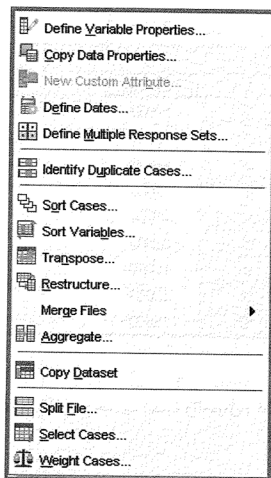 Define Variable Properties...
Copy Data Properties...
New Custom Attribute...
Define Dates...
Define Multiple Response Sets...
Identify Duplicate Cases...
Sort Cases...
Sort Variables...
Transpose...
Restructure...
Merge Files
Aggregate...
Copy Dataset
Split File...
Select Cases...
Weight Cases...